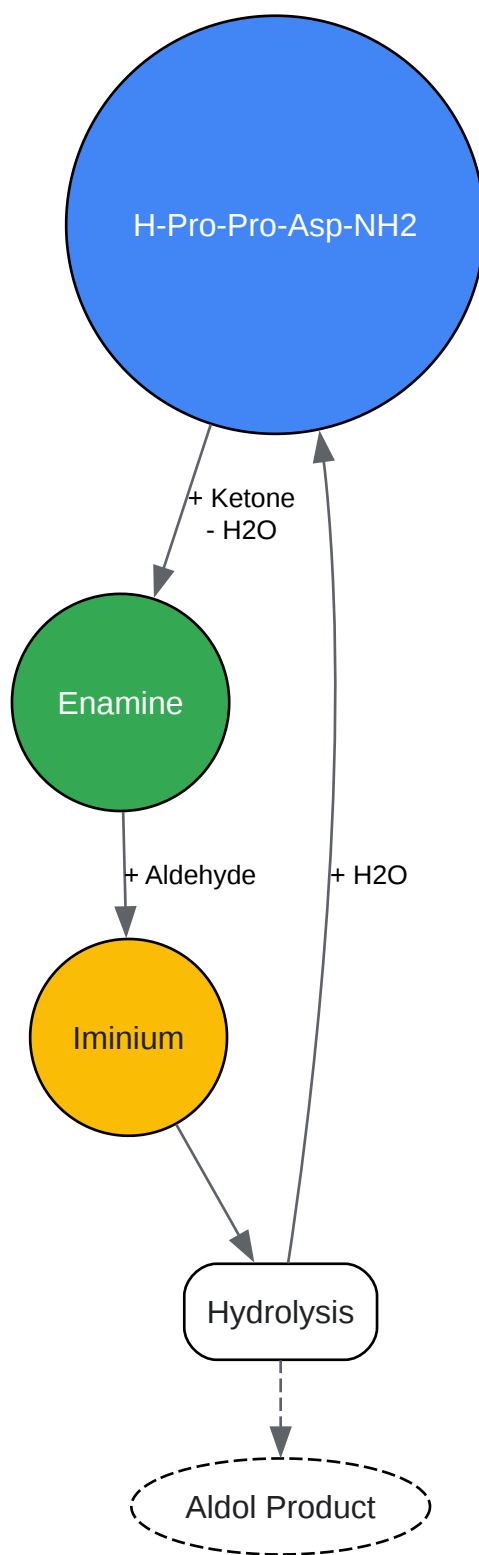 H-Pro-Pro-Asp-NH2
+ Ketone
- H2O
Enamine
+ Aldehyde
+ H2O
Iminium
Hydrolysis
Aldol Product